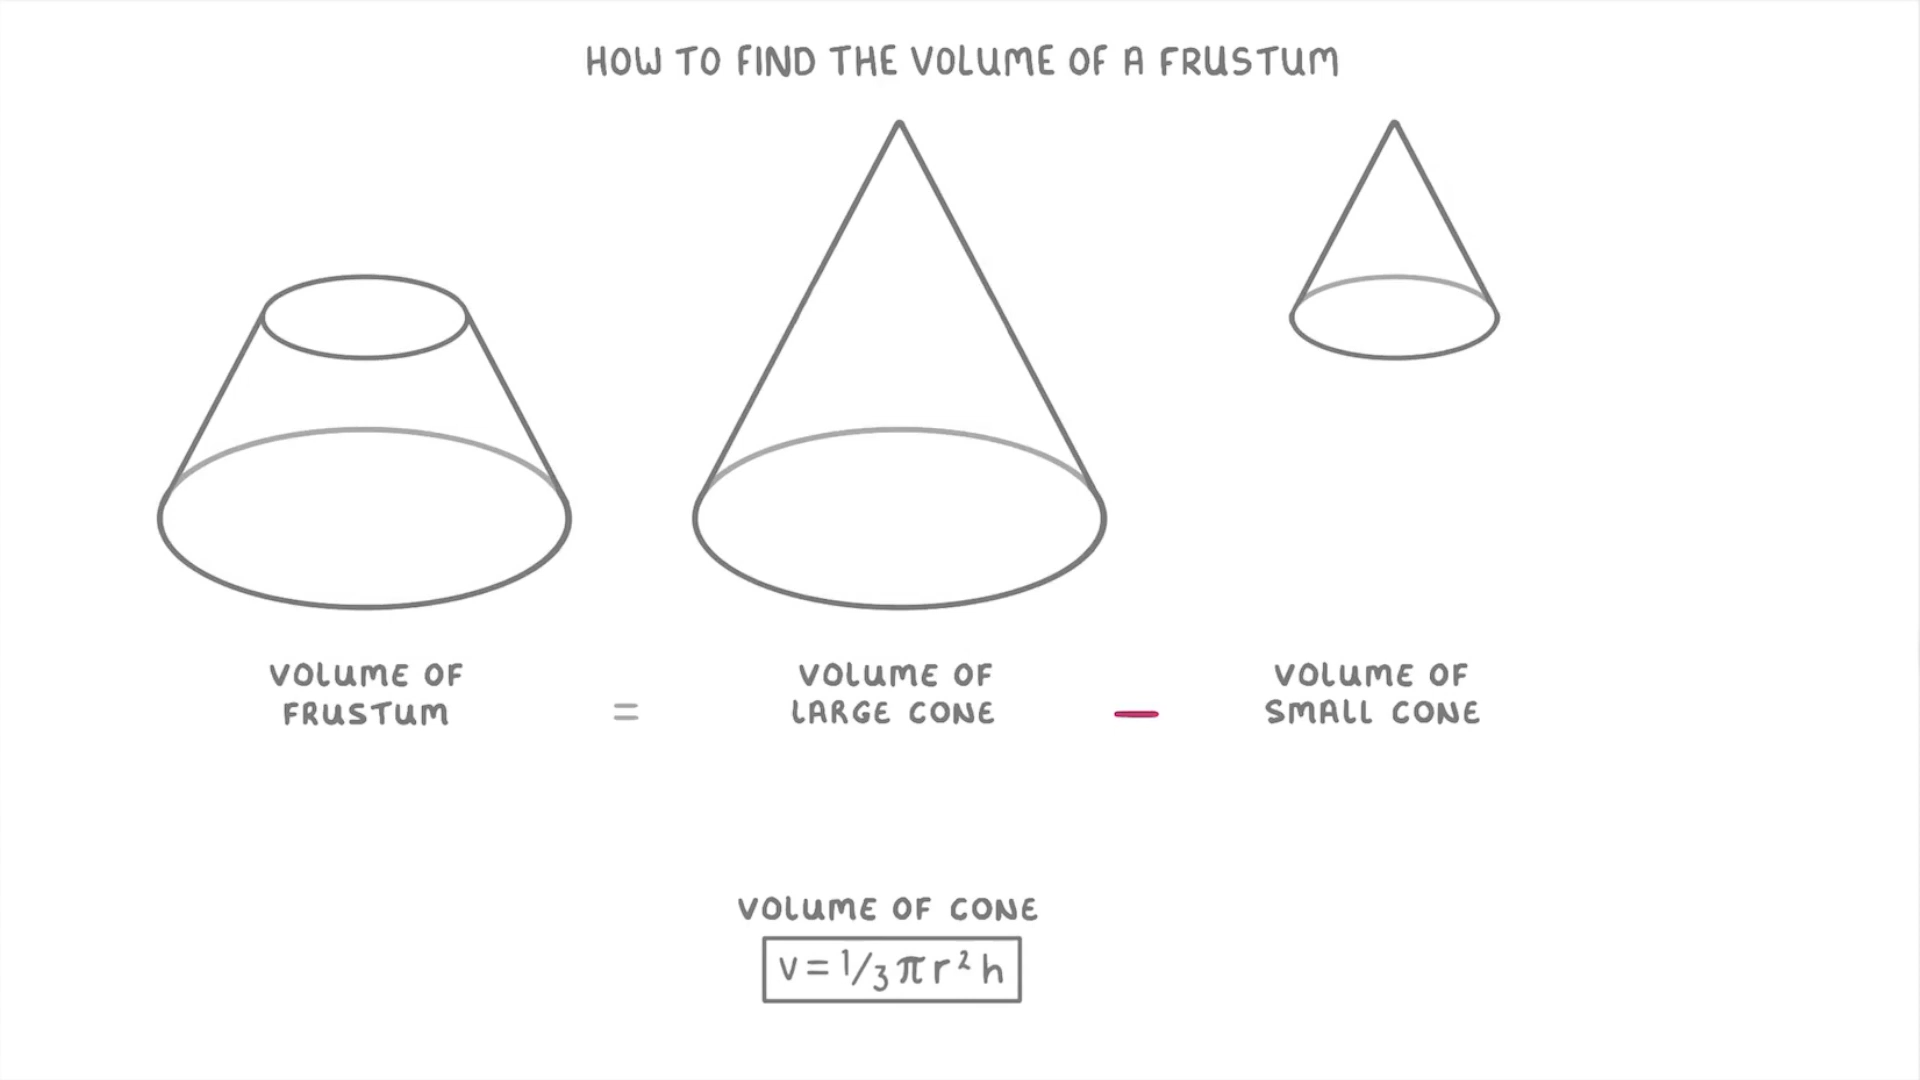 HOW TO FIND THE VOLUME OF A FRUSTUM
VOLUME OF
FRUSTUM
=
VOLUME OF
LARGE CONE
−
VOLUME OF
SMALL CONE
VOLUME OF CONE
V = 1/3 π r² h